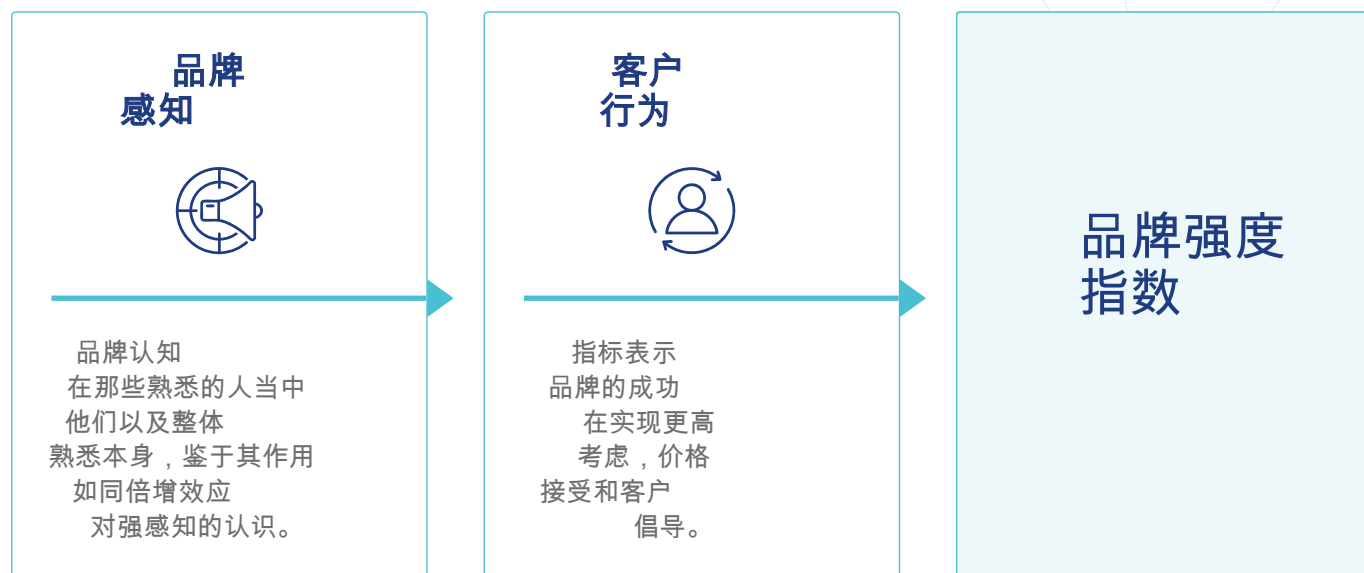 品牌
感知
品牌认知
在那些熟悉的人当中
他们以及整体
熟悉本身，鉴于其作用
如同倍增效应
对强感知的认识。
客户
行为
指标表示
品牌的成功
在实现更高
考虑，价格
接受和客户
倡导。
品牌强度
指数